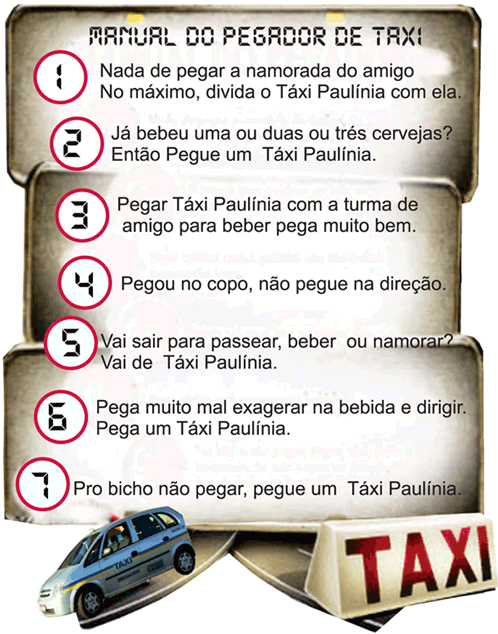 MANUAL DO PEGADOR DE TAXI
1
Nada de pegar a namorada do amigo
No máximo, divida o Táxi Paulínia com ela.
2
Já bebeu uma ou duas ou trés cervejas?
Então Pegue um Táxi Paulínia.
3
Pegar Táxi Paulínia com a turma de
amigo para beber pega muito bem.
4
Pegou no copo, não pegue na direção.
5
Vai sair para passear, beber ou namorar?
Vai de Táxi Paulínia.
6
Pega muito mal exagerar na bebida e dirigir.
Pega um Táxi Paulínia.
7
Pro bicho não pegar, pegue um Táxi Paulínia.
TAXI
TAXI